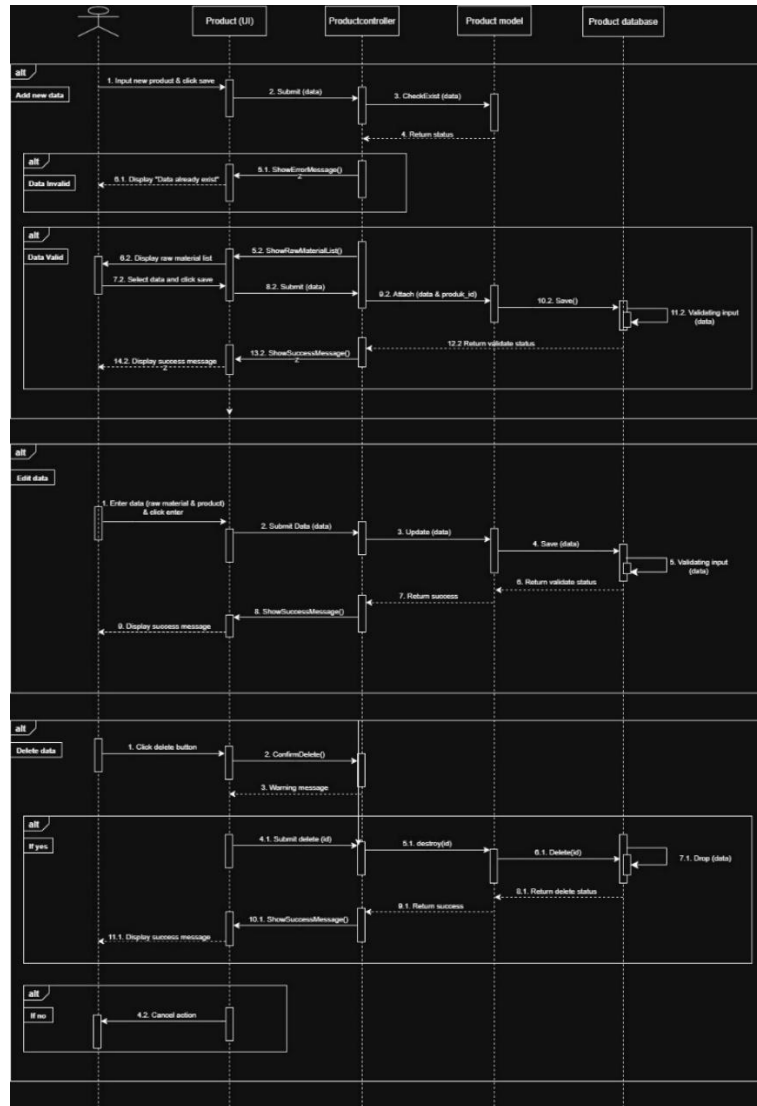 Product (UI)
Productcontroller
Product model
Product database
alt
Add new data
1. Input new product & click save
2. Submit (data)
3. CheckExist (data)
4. Return status
alt
Data Invalid
5.1. ShowErrorMessage()
z
6.1. Display "Data already exist"
alt
Data Valid
5.2. ShowRawMaterialList()
6.2. Display raw material list
7.2. Select data and click save
8.2. Submit (data)
9.2. Attach (data & produk_id)
10.2. Save()
11.2. Validating input
(data)
12.2 Return validate status
13.2. ShowSuccessMessage()
z
14.2. Display success message
z
alt
Edit data
1. Enter data (raw material & product)
& click enter
2. Submit Data (data)
3. Update (data)
4. Save (data)
5. Validating input
(data)
6. Return validate status
7. Return success
8. ShowSuccessMessage()
9. Display success message
alt
Delete data
1. Click delete button
2. ConfirmDelete()
3. Warning message
alt
If yes
4.1. Submit delete (id)
5.1. destroy(id)
6.1. Delete(id)
7.1. Drop (data)
8.1. Return delete status
9.1. Return success
10.1. ShowSuccessMessage()
11.1. Display success message
alt
If no
4.2. Cancel action